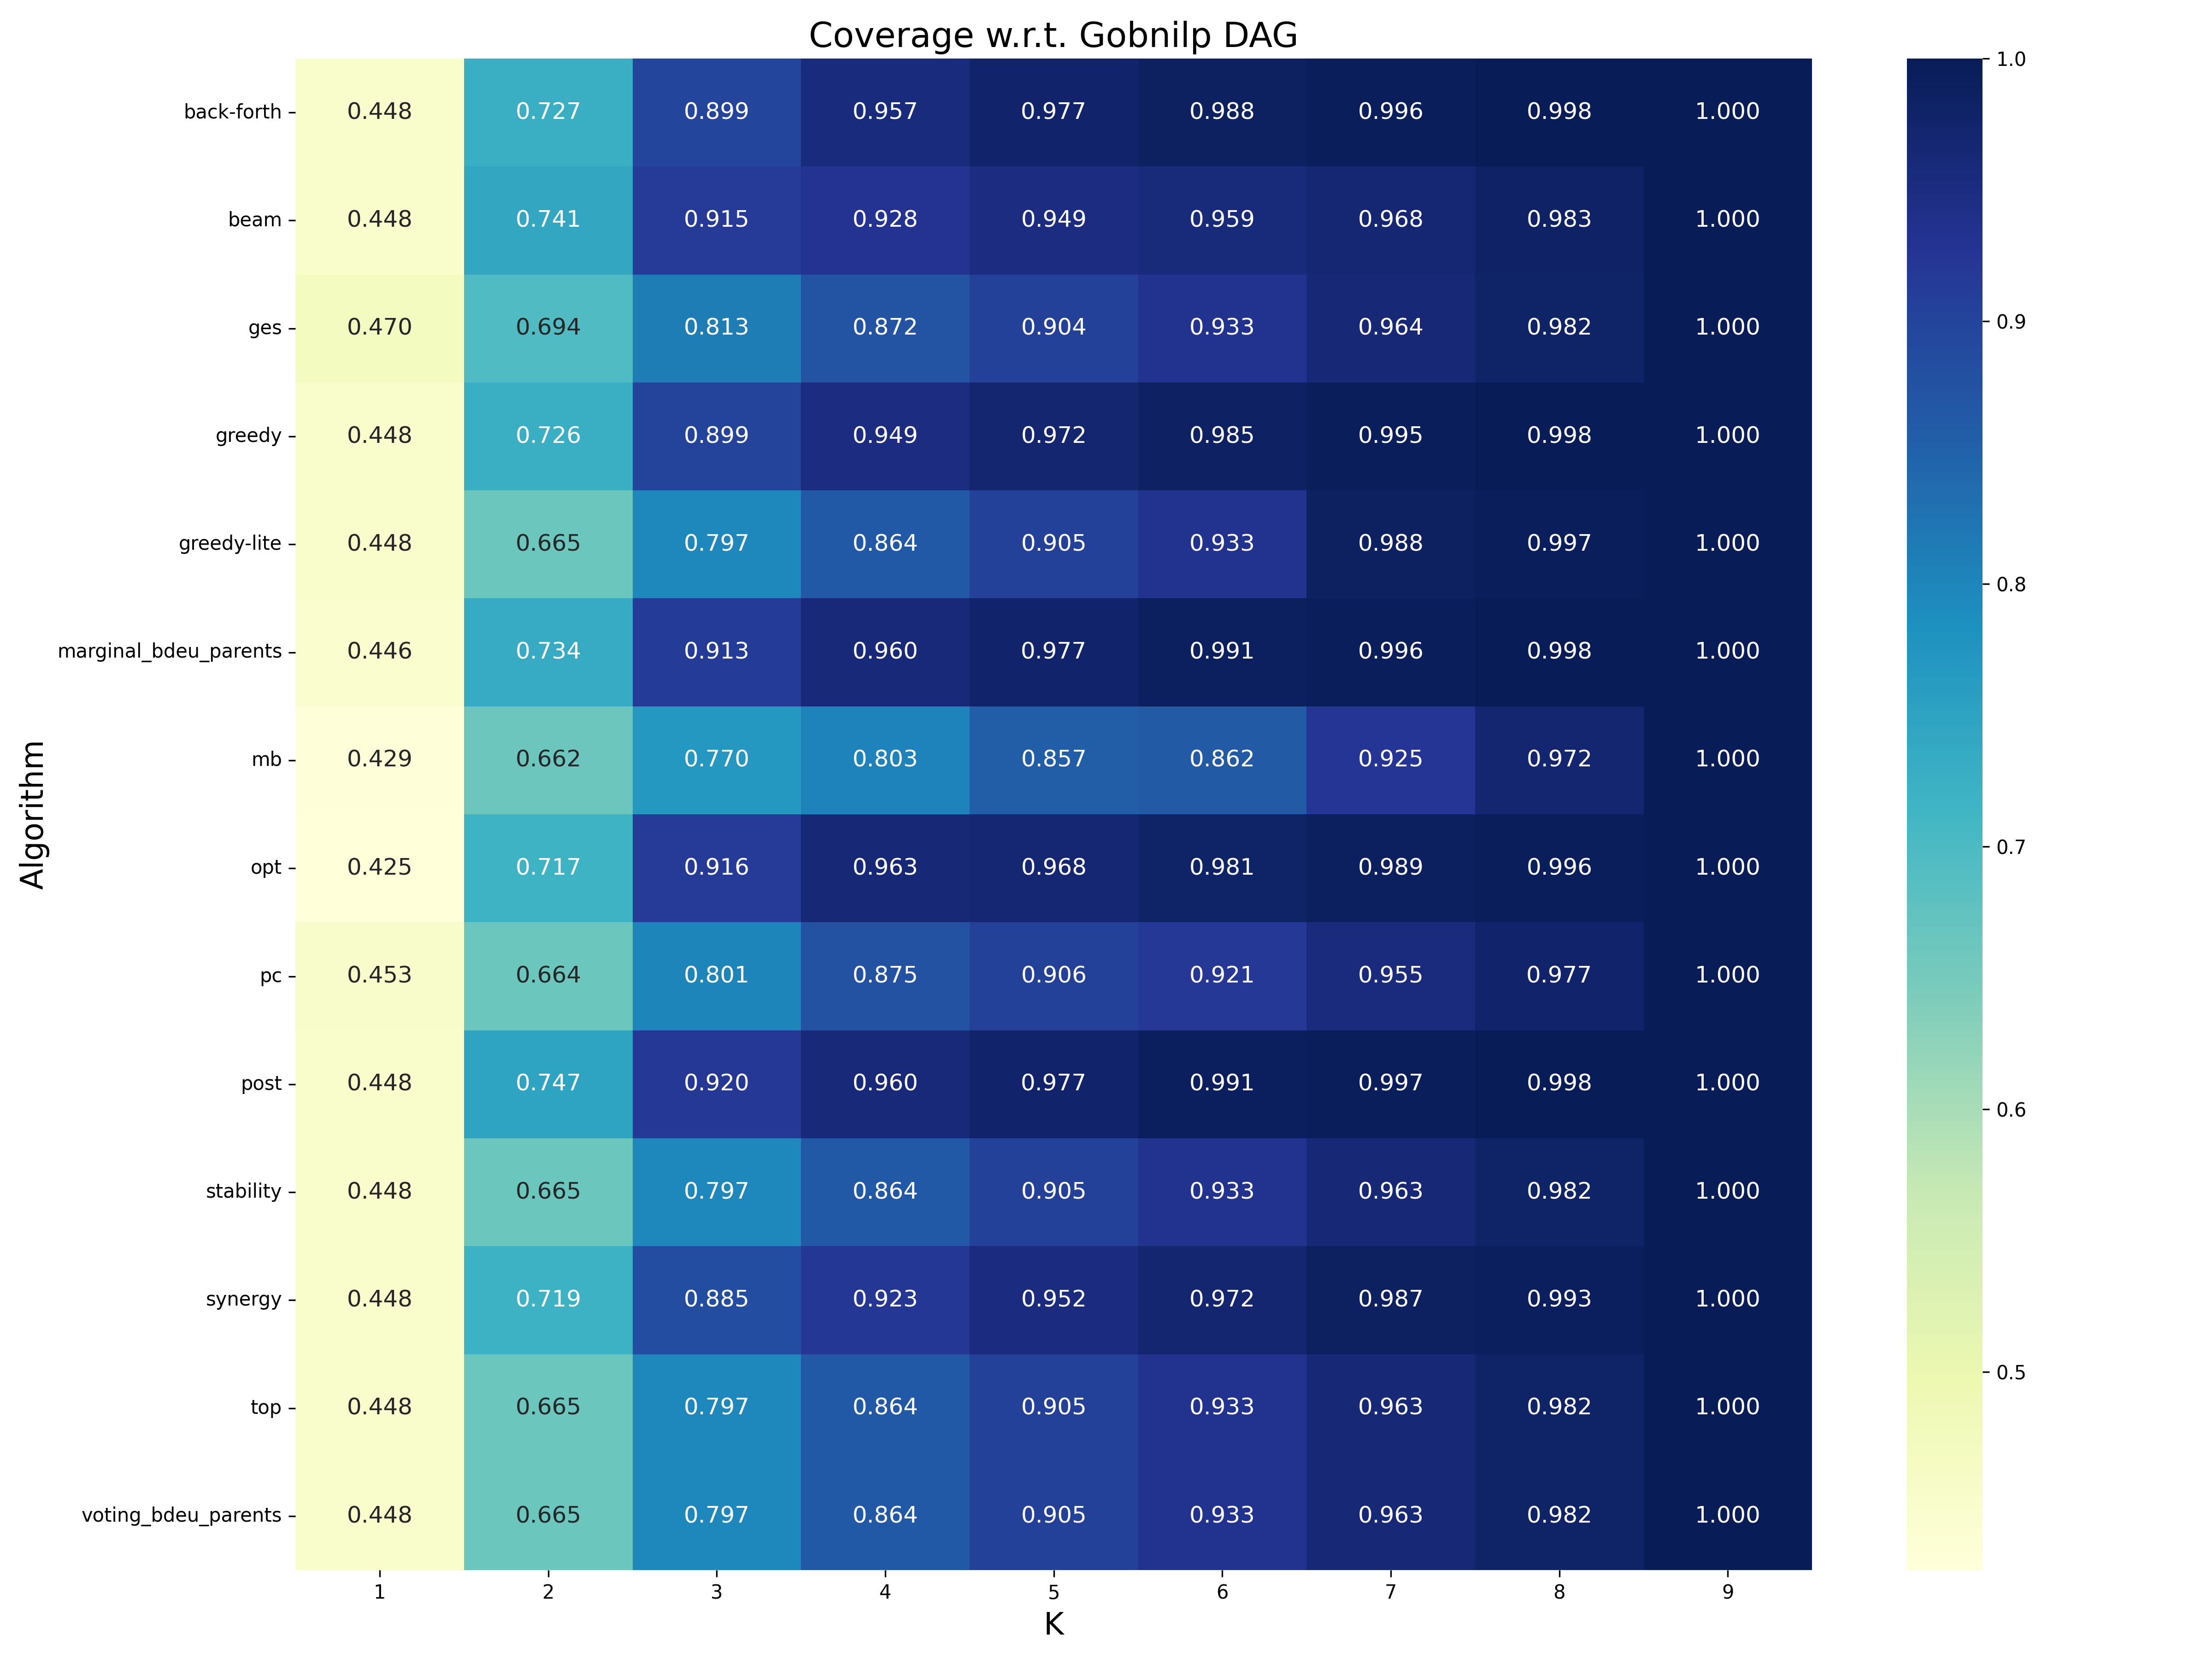 Coverage w.r.t. Gobnilp DAG
back-forth 0.448 0.727 0.899 0.957 0.977 0.988 0.996 0.998 1.000
beam 0.448 0.741 0.915 0.928 0.949 0.959 0.968 0.983 1.000
ges 0.470 0.694 0.813 0.872 0.904 0.933 0.964 0.982 1.000
greedy 0.448 0.726 0.899 0.949 0.972 0.985 0.995 0.998 1.000
greedy-lite 0.448 0.665 0.797 0.864 0.905 0.933 0.988 0.997 1.000
marginal_bdeu_parents 0.446 0.734 0.913 0.960 0.977 0.991 0.996 0.998 1.000
mb 0.429 0.662 0.770 0.803 0.857 0.862 0.925 0.972 1.000
opt 0.425 0.717 0.916 0.963 0.968 0.981 0.989 0.996 1.000
pc 0.453 0.664 0.801 0.875 0.906 0.921 0.955 0.977 1.000
post 0.448 0.747 0.920 0.960 0.977 0.991 0.997 0.998 1.000
stability 0.448 0.665 0.797 0.864 0.905 0.933 0.963 0.982 1.000
synergy 0.448 0.719 0.885 0.923 0.952 0.972 0.987 0.993 1.000
top 0.448 0.665 0.797 0.864 0.905 0.933 0.963 0.982 1.000
voting_bdeu_parents 0.448 0.665 0.797 0.864 0.905 0.933 0.963 0.982 1.000
1 2 3 4 5 6 7 8 9
K
Algorithm
1.0
0.9
0.8
0.7
0.6
0.5